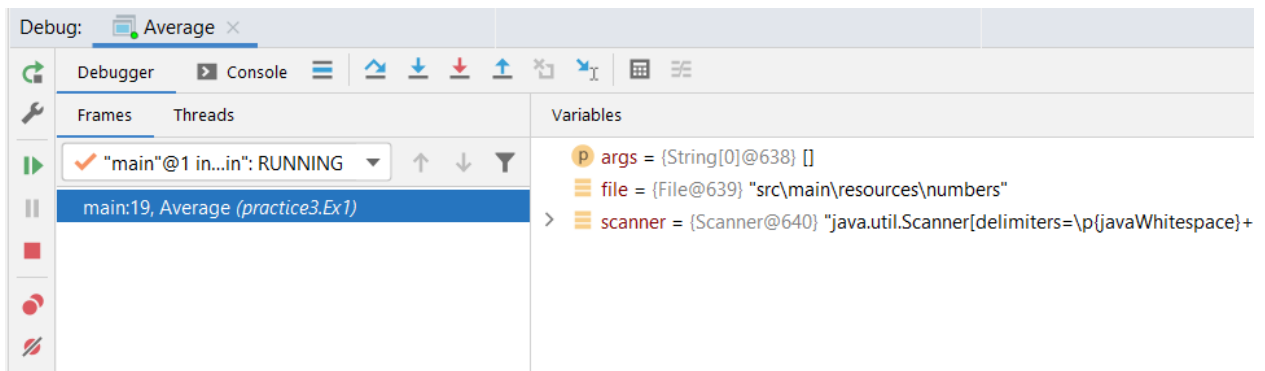 Debug: Average
Debugger Console
Frames Threads
"main"@1 in...in": RUNNING
main:19, Average (practice3.Ex1)
Variables
args = {String[0]@638} []
file = {File@639} "src\main\resources\numbers"
scanner = {Scanner@640} "java.util.Scanner[delimiters=\p{javaWhitespace}+